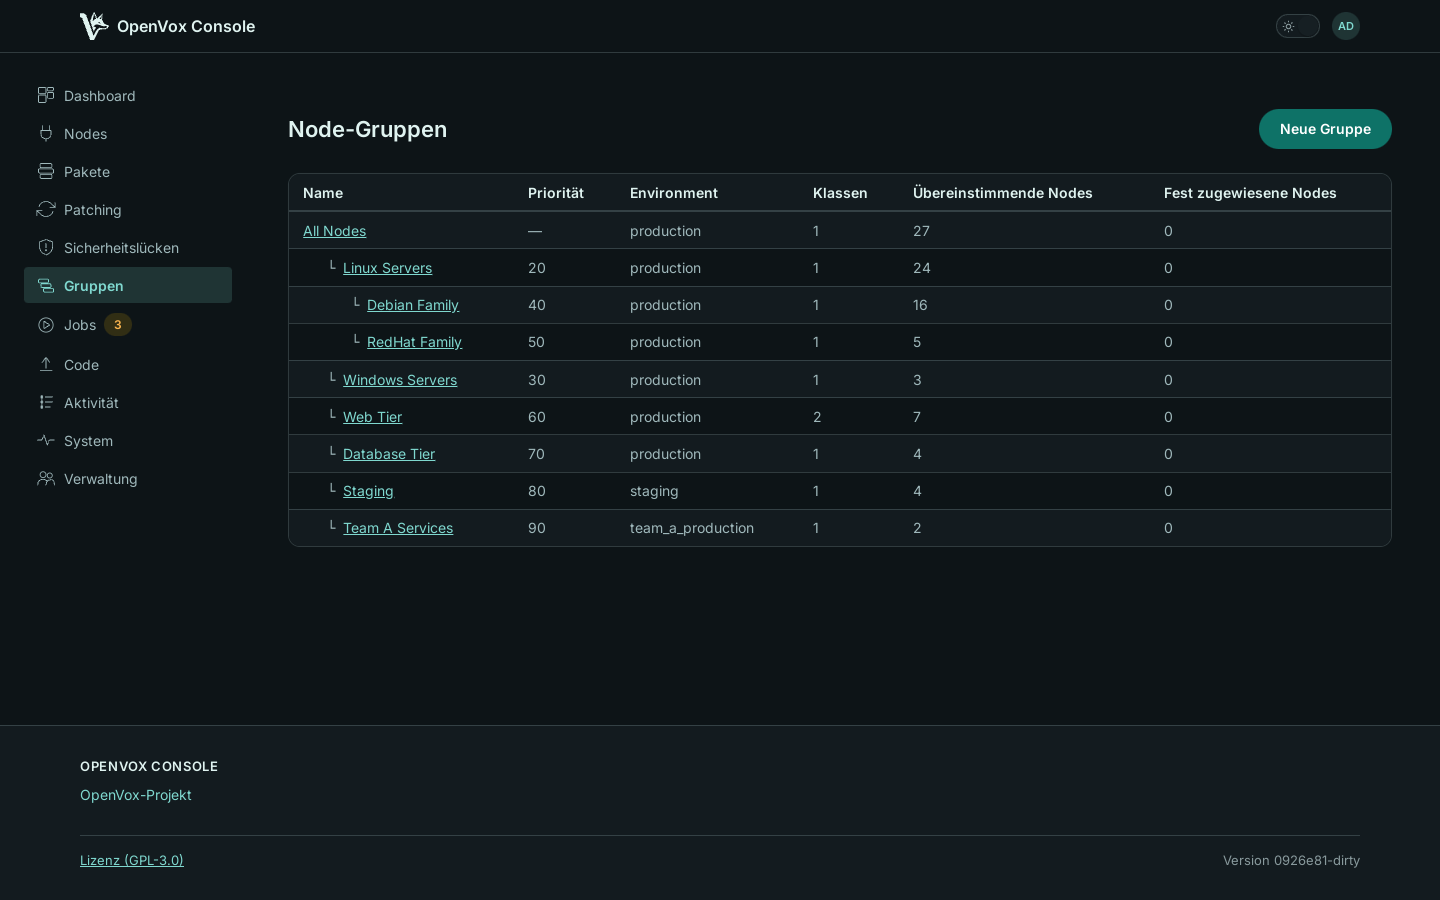 OpenVox Console
AD
Dashboard
Nodes
Pakete
Patching
Sicherheitslücken
Gruppen
Jobs 3
Code
Aktivität
System
Verwaltung
Node-Gruppen
Neue Gruppe
Name Priorität Environment Klassen Übereinstimmende Nodes Fest zugewiesene Nodes
All Nodes — production 1 27 0
└ Linux Servers 20 production 1 24 0
└ Debian Family 40 production 1 16 0
└ RedHat Family 50 production 1 5 0
└ Windows Servers 30 production 1 3 0
└ Web Tier 60 production 2 7 0
└ Database Tier 70 production 1 4 0
└ Staging 80 staging 1 4 0
└ Team A Services 90 team_a_production 1 2 0
OPENVOX CONSOLE
OpenVox-Projekt
Lizenz (GPL-3.0)
Version 0926e81-dirty